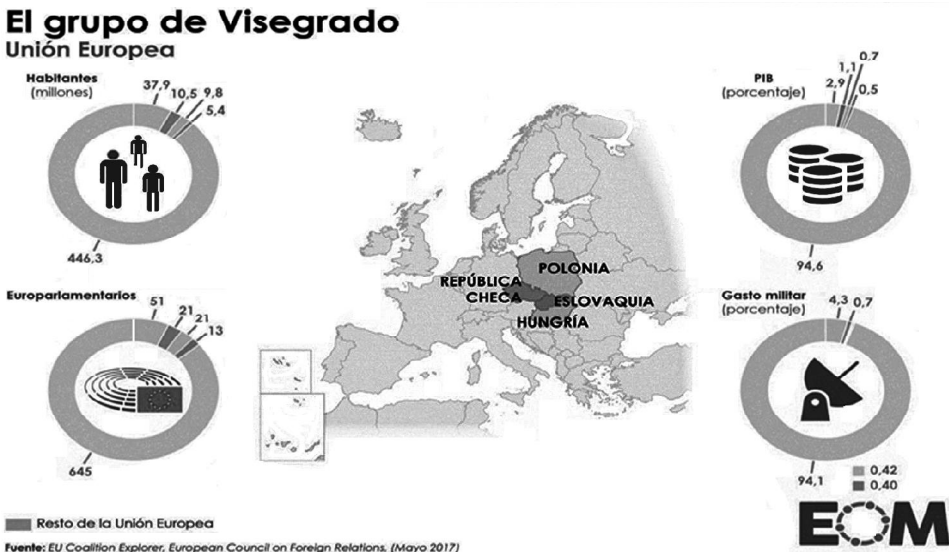 El grupo de Visegrado
Unión Europea
Habitantes
(millones)
37,9
10,5
9,8
5,4
446,3
PIB
(porcentaje)
2,9
1,1
0,7
0,5
94,6
REPÚBLICA
CHECA
POLONIA
ESLOVAQUIA
HUNGRÍA
Europarlamentarios
51
21
21
13
645
Gasto militar
(porcentaje)
4,3
0,7
94,1
0,42
0,40
Resto de la Unión Europea
EOM
Fuente: EU Coalition Explorer, European Council on Foreign Relations, (Mayo 2017)